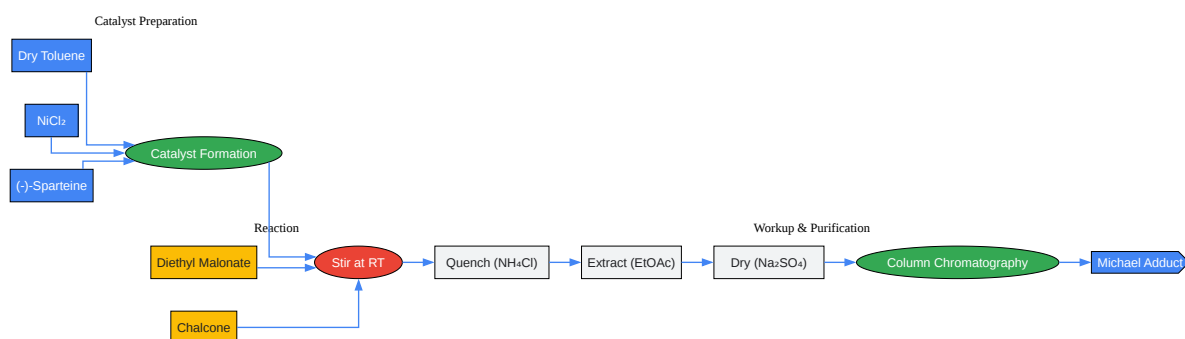 Catalyst Preparation
Dry Toluene
NiCl₂
(-)-Sparteine
Catalyst Formation
Reaction
Diethyl Malonate
Chalcone
Stir at RT
Quench (NH₄Cl)
Extract (EtOAc)
Workup & Purification
Dry (Na₂SO₄)
Column Chromatography
Michael Adduct